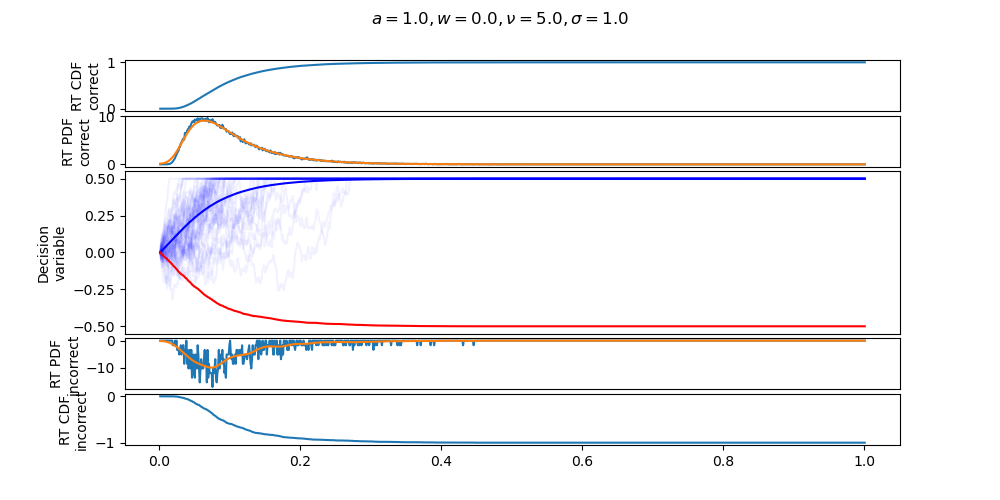 a = 1.0, w = 0.0, ν = 5.0, σ = 1.0
RT CDF
correct
1
0
RT PDF
correct
10
0
Decision
variable
0.50
0.25
0.00
−0.25
−0.50
RT PDF
incorrect
0
−10
RT CDF
incorrect
0
−1
0.0 0.2 0.4 0.6 0.8 1.0